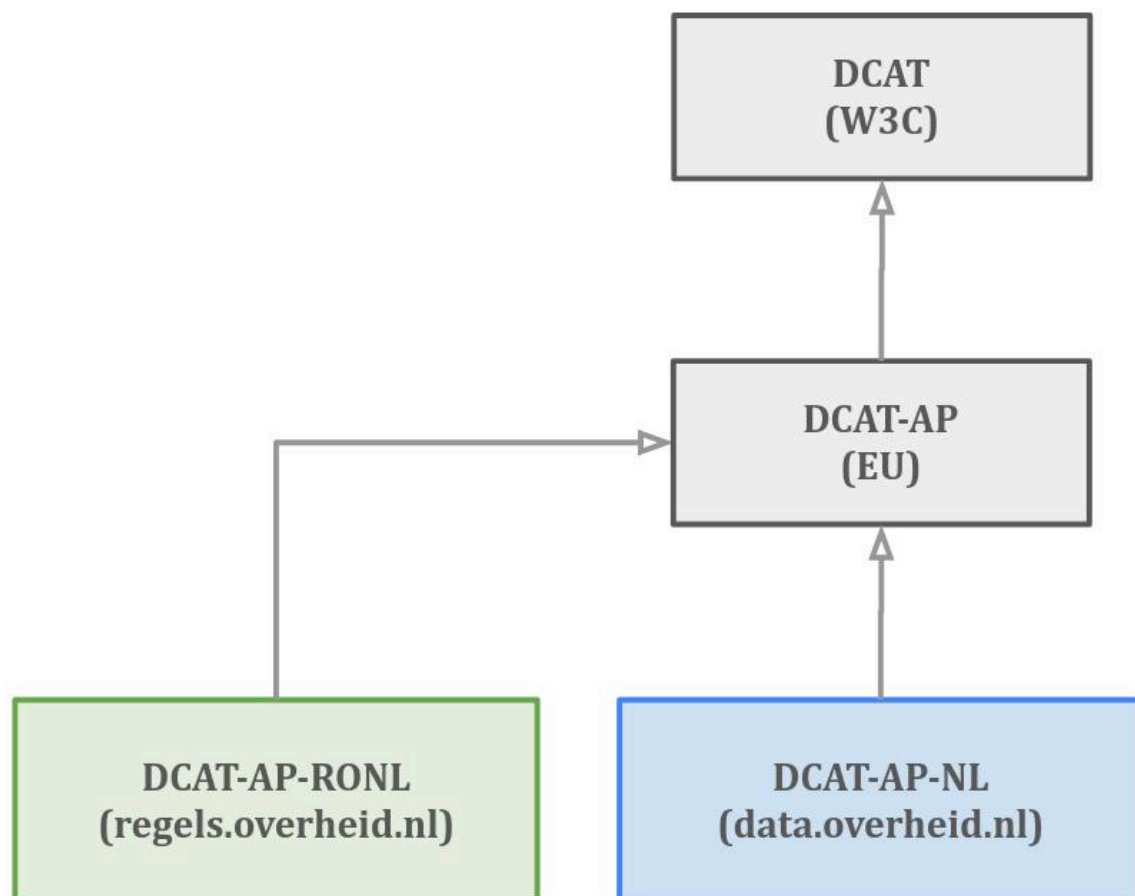 DCAT
(W3C)
DCAT-AP
(EU)
DCAT-AP-RONL
(regels.overheid.nl)
DCAT-AP-NL
(data.overheid.nl)